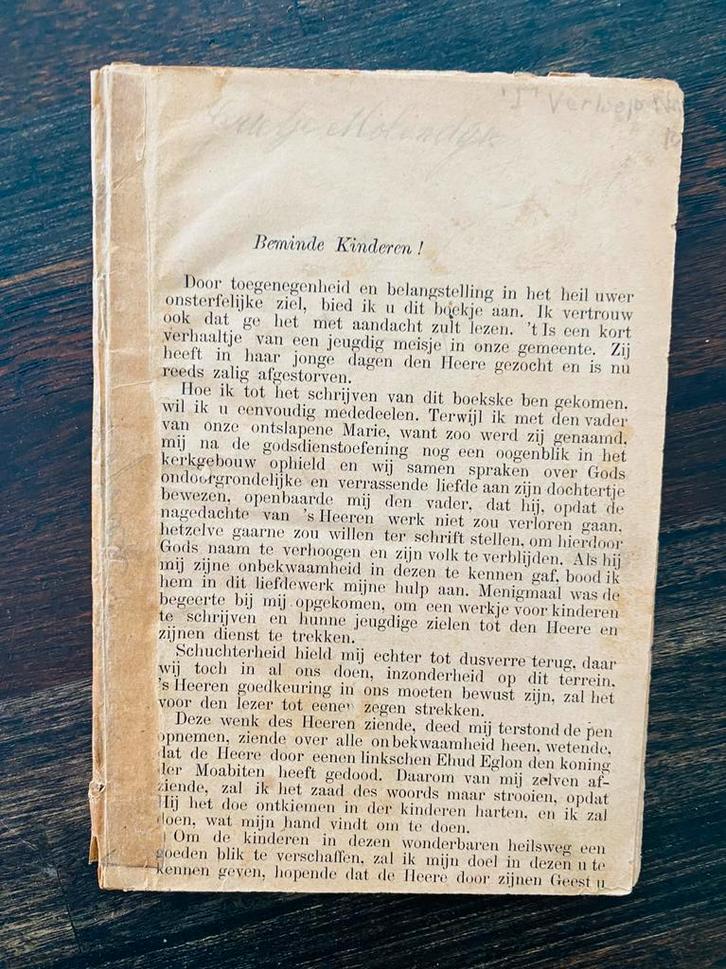 Molendijk
'I' Verloep
Beminde Kinderen!
Door toegenegenheid en belangstelling in het heil uwer
onsterfelijke ziel, bied ik u dit boekje aan. Ik vertrouw
ook dat ge het met aandacht zult lezen. 't Is een kort
verhaaltje van een jeugdig meisje in onze gemeente. Zij
heeft in haar jonge dagen den Heere gezocht en is nu
reeds zalig afgestorven.
Hoe ik tot het schrijven van dit boekske ben gekomen,
wil ik u eenvoudig mededeelen. Terwijl ik met den vader
van onze ontslapene Marie, want zoo werd zij genaamd,
mij na de godsdienstoefening nog een oogenblik in het
kerkgebouw ophield en wij samen spraken over Gods
ondoorgrondelijke en verrassende liefde aan zijn dochtertje
bewezen, openbaarde mij den vader, dat hij, opdat de
nagedachte van 's Heeren werk niet zou verloren gaan,
hetzelve gaarne zou willen ter schrift stellen, om hierdoor
Gods naam te verhoogen en zijn volk te verblijden. Als hij
mij zijne onbekwaamheid in dezen te kennen gaf, bood ik
hem in dit liefdewerk mijne hulp aan. Menigmaal was de
begeerte bij mij opgekomen, om een werkje voor kinderen
te schrijven en hunne jeugdige zielen tot den Heere en
zijnen dienst te trekken.
Schuchterheid hield mij echter tot dusverre terug, daar
wij toch in al ons doen, inzonderheid op dit terrein,
's Heeren goedkeuring in ons moeten bewust zijn, zal het
voor den lezer tot eener zegen strekken.
Deze wenk des Heeren ziende, deed mij terstond de pen
opnemen, ziende over alle onbekwaamheid heen, wetende,
dat de Heere door eenen linkschen Ehud Eglon den koning
der Moabiten heeft gedood. Daarom van mij zelven af-
ziende, zal ik het zaad des woords maar strooien, opdat
Hij het doe ontkiemen in der kinderen harten, en ik zal
doen, wat mijn hand vindt om te doen.
Om de kinderen in dezen wonderbaren heilsweg een
goeden blik te verschaffen, zal ik mijn doel in dezen u te
kennen geven, hopende dat de Heere door zijnen Geest u